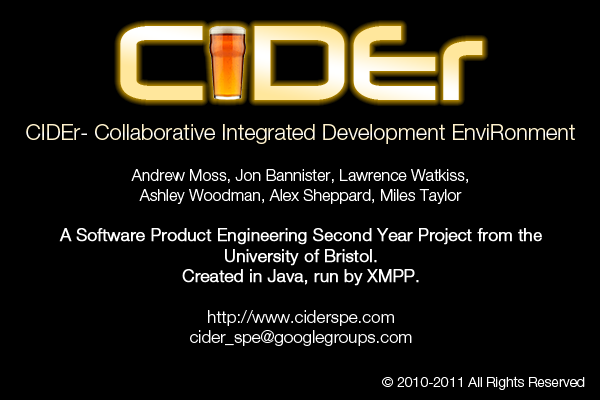 CIDEr
CIDEr- Collaborative Integrated Development EnviRonment
Andrew Moss, Jon Bannister, Lawrence Watkiss,
Ashley Woodman, Alex Sheppard, Miles Taylor
A Software Product Engineering Second Year Project from the
University of Bristol.
Created in Java, run by XMPP.
http://www.ciderspe.com
cider_spe@googlegroups.com
© 2010-2011 All Rights Reserved